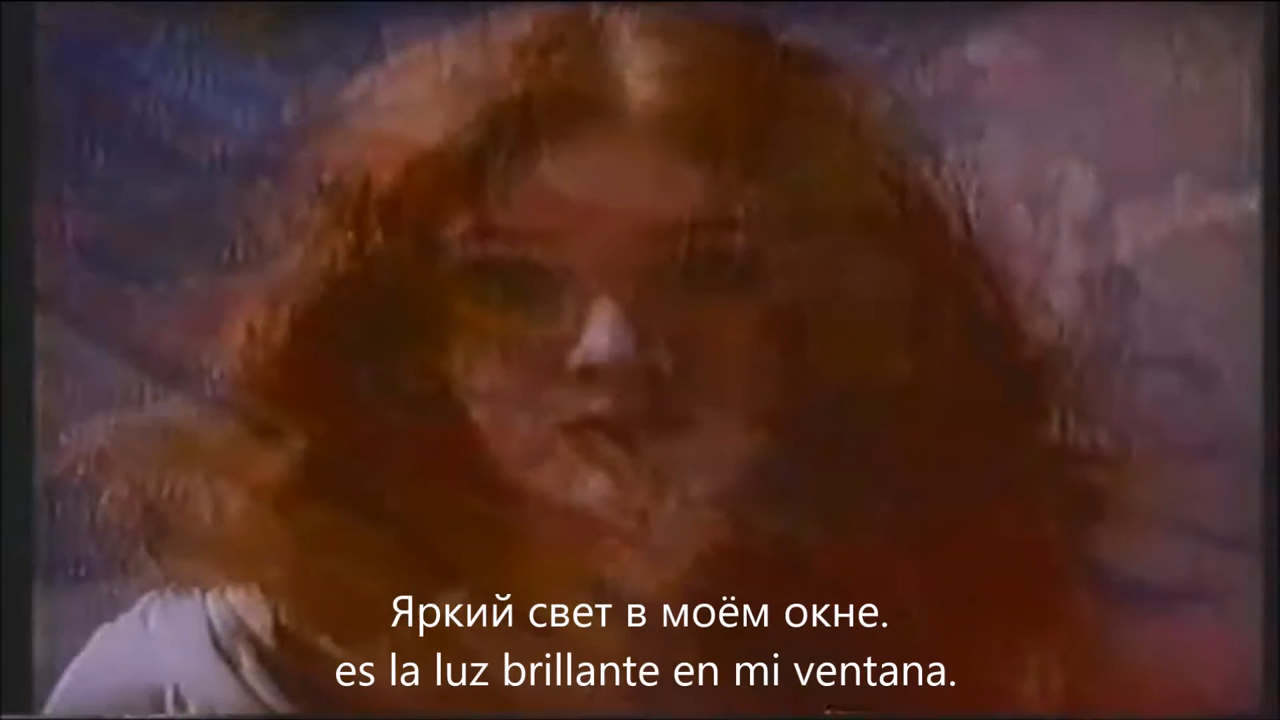 Яркий свет в моём окне.
es la luz brillante en mi ventana.